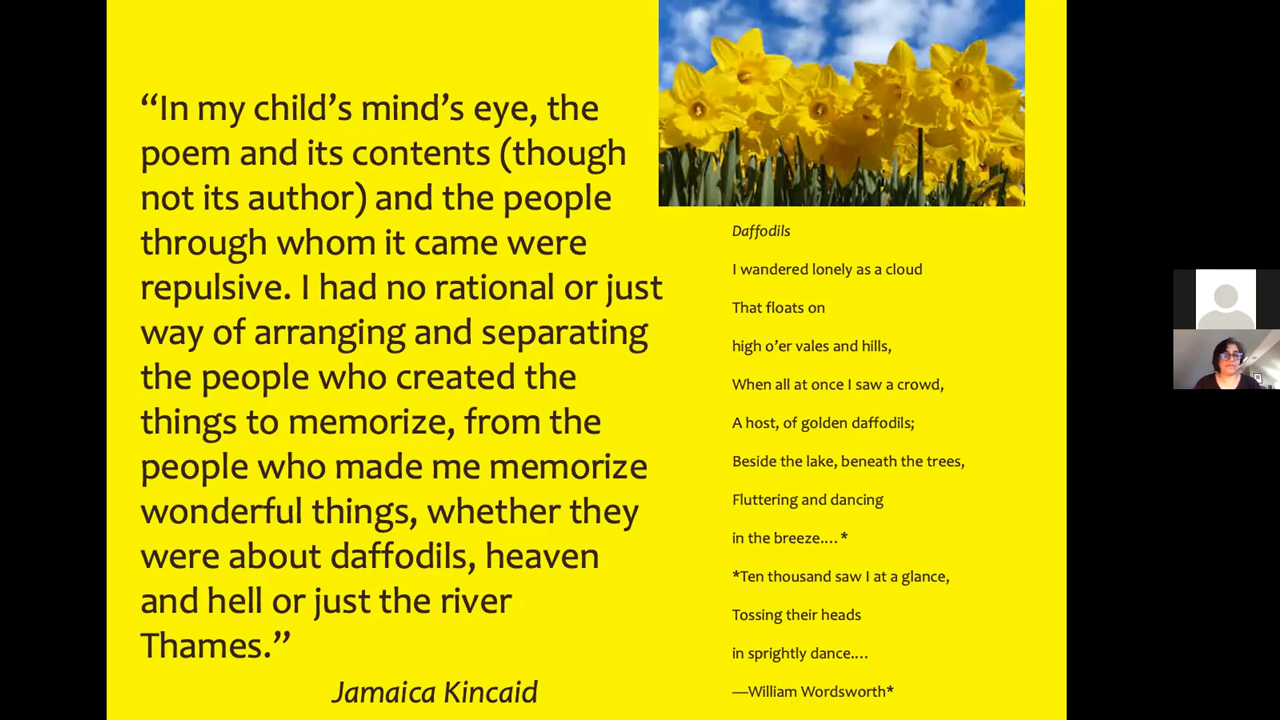 “In my child’s mind’s eye, the
poem and its contents (though
not its author) and the people
through whom it came were
repulsive. I had no rational or just
way of arranging and separating
the people who created the
things to memorize, from the
people who made me memorize
wonderful things, whether they
were about daffodils, heaven
and hell or just the river
Thames.”
Jamaica Kincaid
Daffodils
I wandered lonely as a cloud
That floats on
high o’er vales and hills,
When all at once I saw a crowd,
A host, of golden daffodils;
Beside the lake, beneath the trees,
Fluttering and dancing
in the breeze.... *
*Ten thousand saw I at a glance,
Tossing their heads
in sprightly dance....
—William Wordsworth*